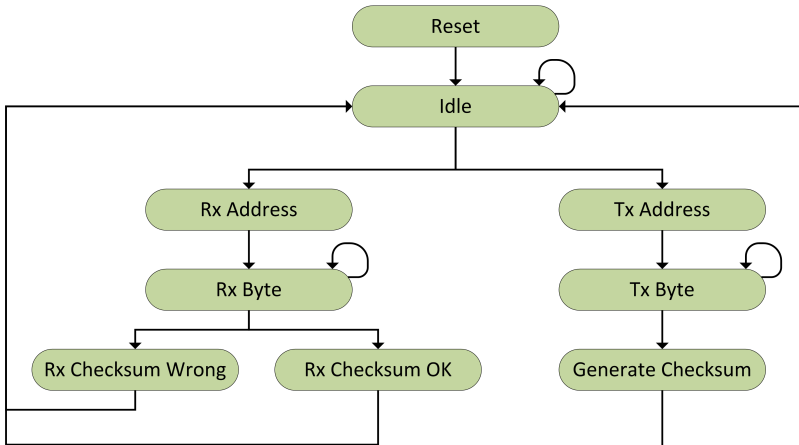 Reset
Idle
Rx Address
Tx Address
Rx Byte
Tx Byte
Rx Checksum Wrong
Rx Checksum OK
Generate Checksum